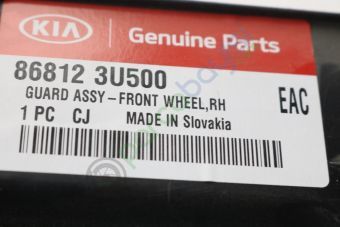 KIA Genuine Parts
86812 3U500
GUARD ASSY-FRONT WHEEL,RH
EAC
1 PC CJ MADE IN Slovakia